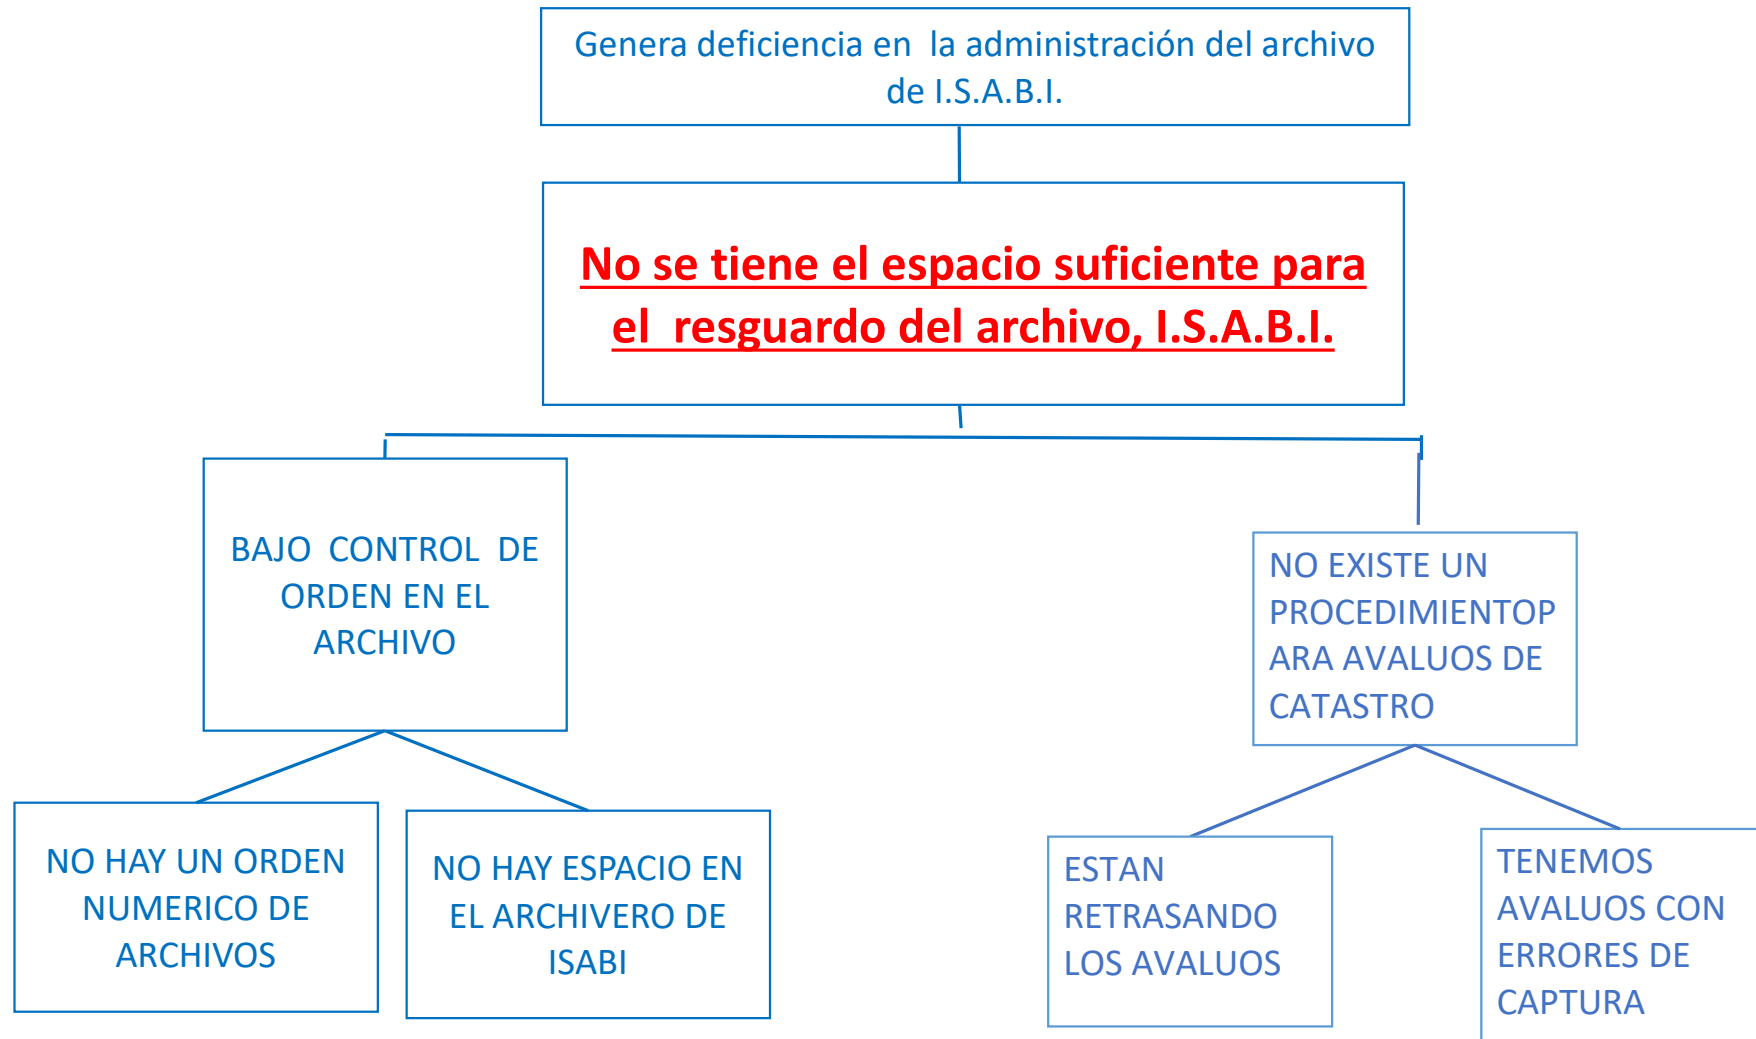 Genera deficiencia en  la administración del archivo
de I.S.A.B.I.
No se tiene el espacio suficiente para
el  resguardo del archivo, I.S.A.B.I.
BAJO  CONTROL  DE
ORDEN EN EL
ARCHIVO
NO EXISTE UN
PROCEDIMIENTOP
ARA AVALUOS DE
CATASTRO
NO HAY UN ORDEN
NUMERICO DE
ARCHIVOS
NO HAY ESPACIO EN
EL ARCHIVERO DE
ISABI
ESTAN
RETRASANDO
LOS AVALUOS
TENEMOS
AVALUOS CON
ERRORES DE
CAPTURA